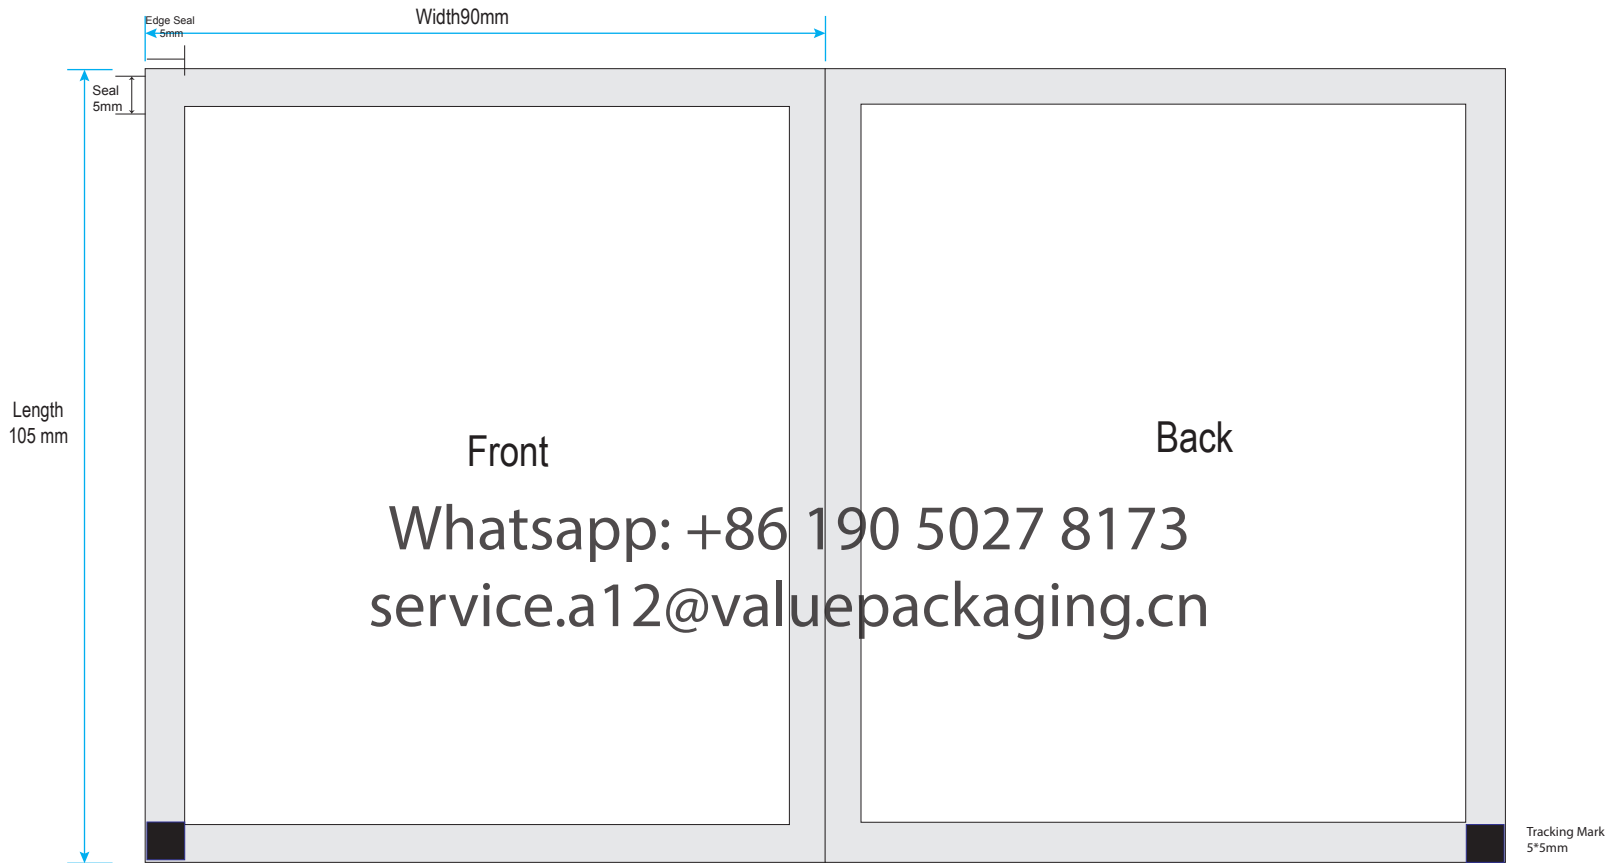 Width90mm
Edge Seal
5mm
Seal
5mm
Length
105 mm
Front
Back
Whatsapp: +86 190 5027 8173
service.a12@valuepackaging.cn
Tracking Mark
5*5mm